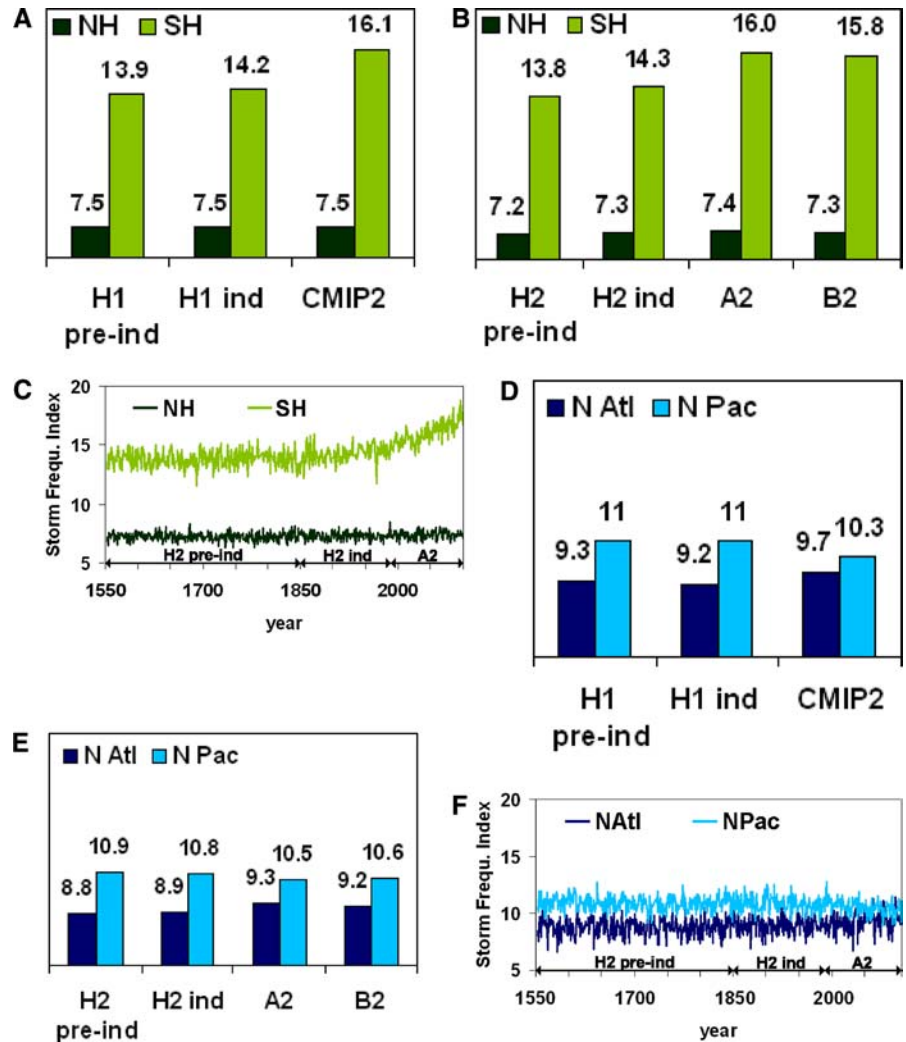 A
NH SH
13.9 14.2 16.1
7.5 7.5 7.5
H1 pre-ind H1 ind CMIP2
B
NH SH
13.8 14.3 16.0 15.8
7.2 7.3 7.4 7.3
H2 pre-ind H2 ind A2 B2
C
Storm Frequ. Index
20
15
10
5
NH SH
H2 pre-ind H2 ind A2
1550 1700 1850 2000
year
D
N Atl N Pac
9.3 11 9.2 11 9.7 10.3
H1 pre-ind H1 ind CMIP2
E
N Atl N Pac
8.8 10.9 8.9 10.8 9.3 10.5 9.2 10.6
H2 pre-ind H2 ind A2 B2
F
Storm Frequ. Index
20
15
10
5
NAtl NPac
H2 pre-ind H2 ind A2
1550 1700 1850 2000
year